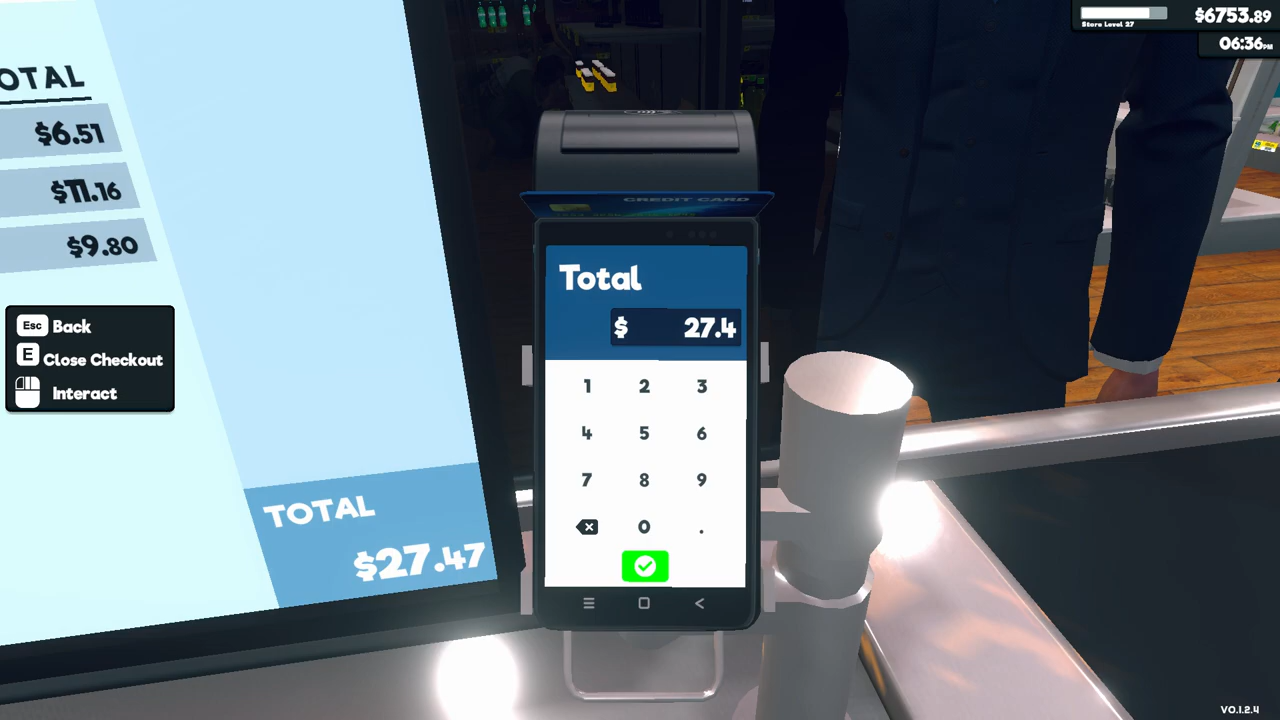 OTAL
$6.51
$11.16
$9.80
TOTAL
$27.47
Esc Back
E Close Checkout
Interact
CREDIT CARD
Total
$ 27.4
1 2 3
4 5 6
7 8 9
0 .
Store Level 27
$6753.89
06:36PM
V0.1.2.4